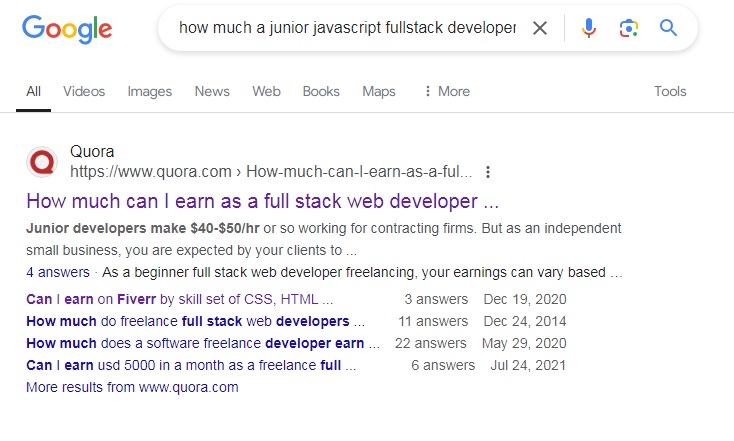 Google
how much a junior javascript fullstack developer
All Videos Images News Web Books Maps More Tools
Quora
https://www.quora.com › How-much-can-I-earn-as-a-ful...
How much can I earn as a full stack web developer ...
Junior developers make $40-$50/hr or so working for contracting firms. But as an independent
small business, you are expected by your clients to ...
4 answers · As a beginner full stack web developer freelancing, your earnings can vary based ...
Can I earn on Fiverr by skill set of CSS, HTML ... 3 answers Dec 19, 2020
How much do freelance full stack web developers ... 11 answers Dec 24, 2014
How much does a software freelance developer earn ... 22 answers May 29, 2020
Can I earn usd 5000 in a month as a freelance full ... 6 answers Jul 24, 2021
More results from www.quora.com